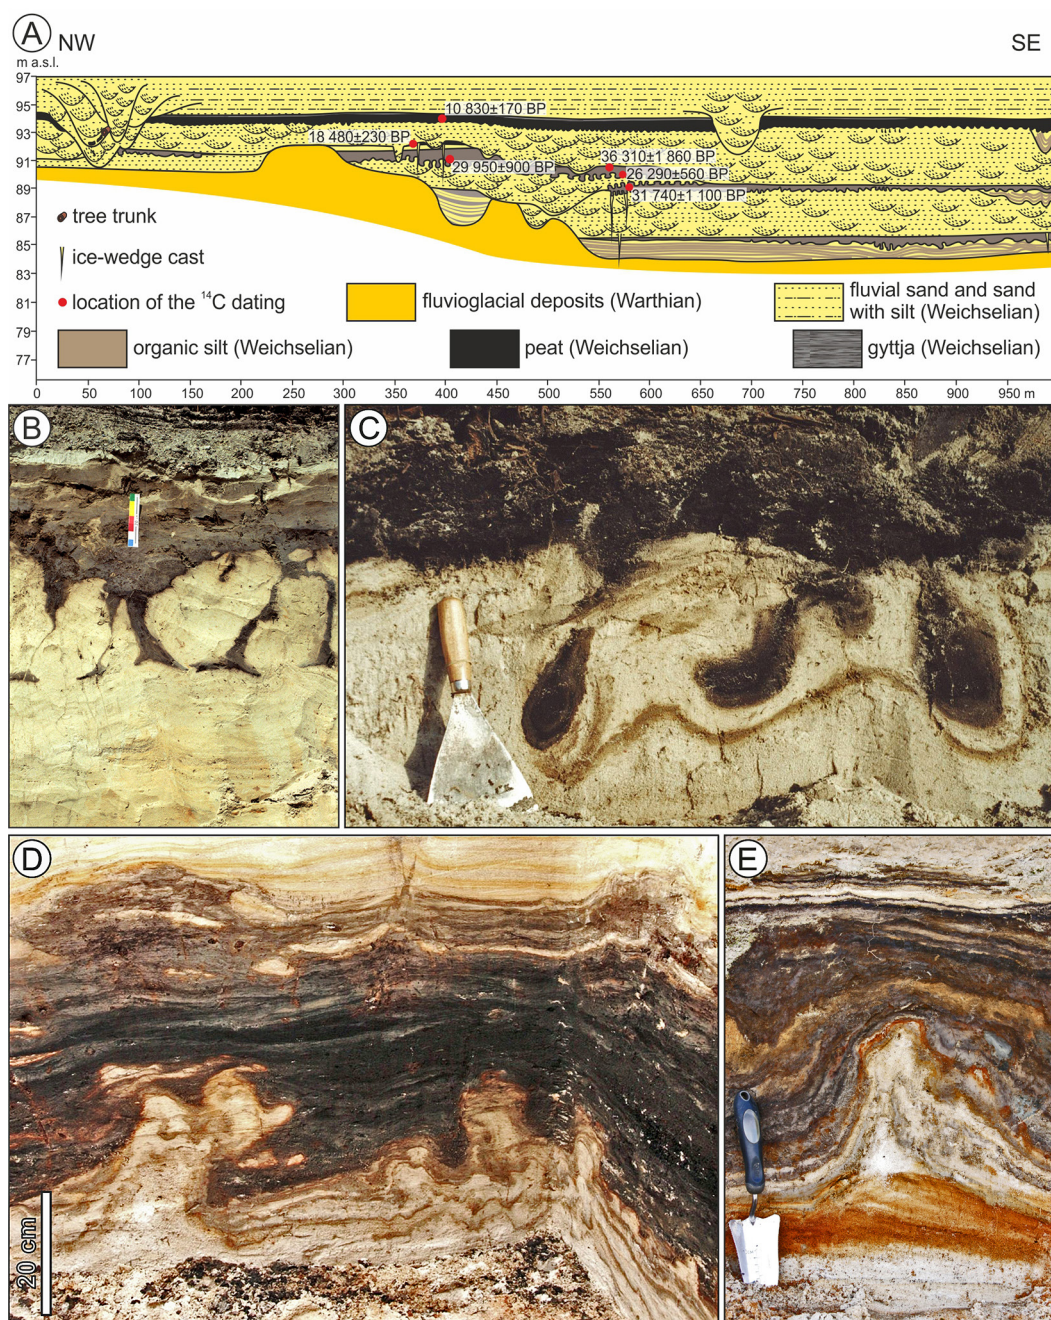 A NW SE
m a.s.l.
97
95
93
91
89
87
85
83
81
79
77
10 830±170 BP
18 480±230 BP
29 950±900 BP
36 310±1 860 BP
26 290±560 BP
31 740±1 100 BP
tree trunk
ice-wedge cast
location of the 14C dating
fluvioglacial deposits (Warthian)
fluvial sand and sand
with silt (Weichselian)
organic silt (Weichselian)
peat (Weichselian)
gyttja (Weichselian)
0 50 100 150 200 250 300 350 400 450 500 550 600 650 700 750 800 850 900 950 m
B
C
D
20 cm
E